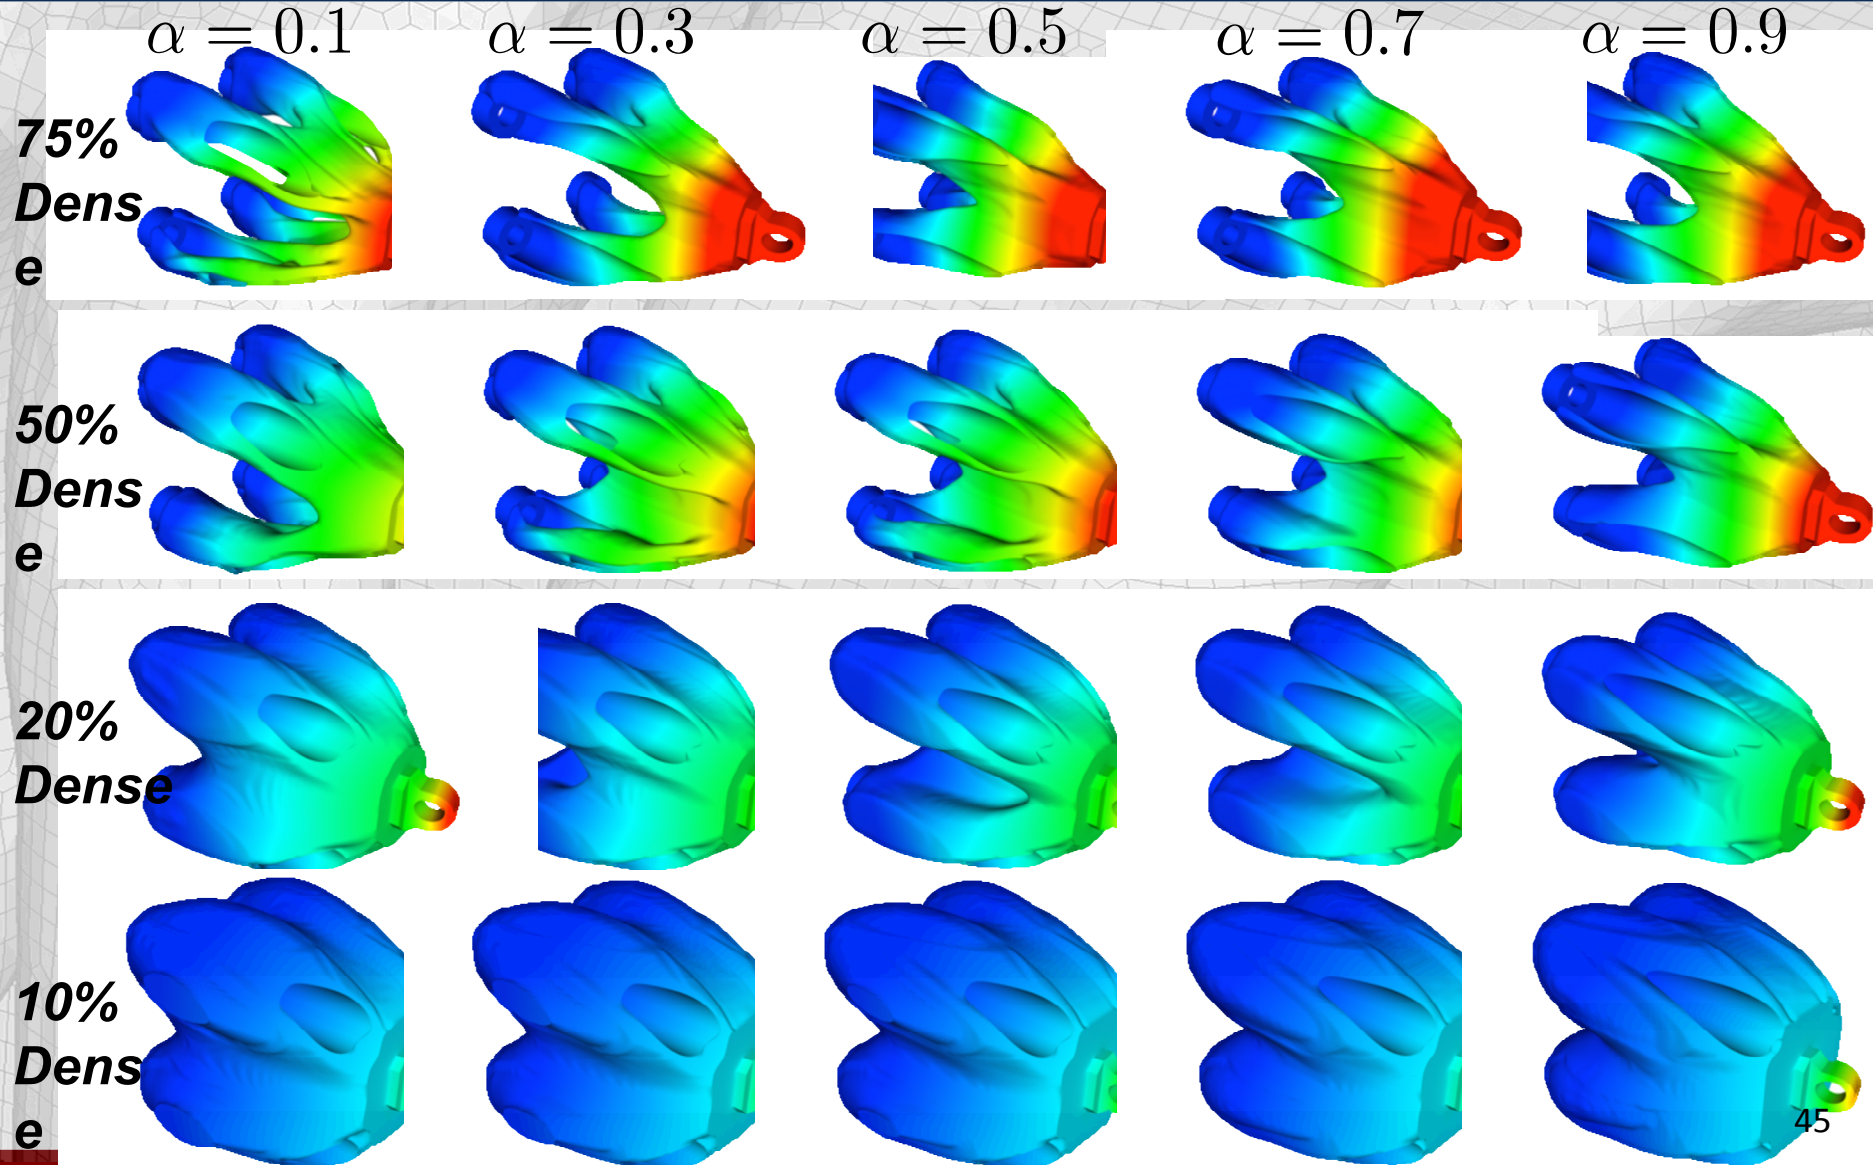 α = 0.1 α = 0.3 α = 0.5 α = 0.7 α = 0.9
75%
Dens
e
50%
Dens
e
20%
Dense
10%
Dens
e
45